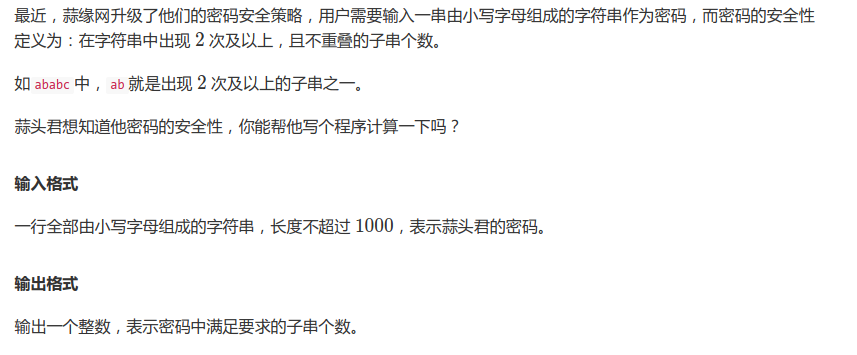 最近，蒜缘网升级了他们的密码安全策略，用户需要输入一串由小写字母组成的字符串作为密码，而密码的安全性
定义为：在字符串中出现 2 次及以上，且不重叠的子串个数。
如 ababc 中， ab 就是出现 2 次及以上的子串之一。
蒜头君想知道他密码的安全性，你能帮他写个程序计算一下吗？
输入格式
一行全部由小写字母组成的字符串，长度不超过 1000，表示蒜头君的密码。
输出格式
输出一个整数，表示密码中满足要求的子串个数。